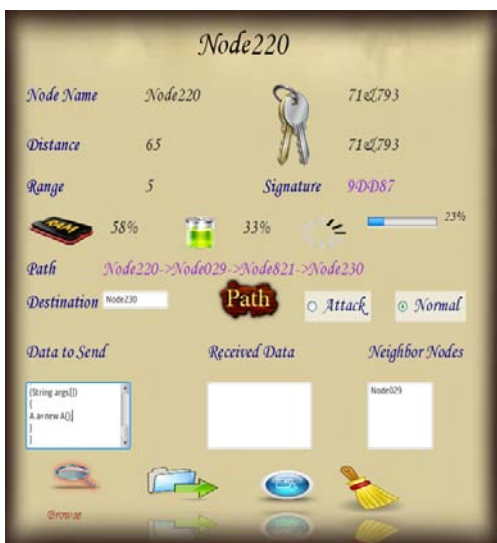 Node220
Node Name Node220 71&793
Distance 65 71&793
Range 5 Signature 9DD87
RAM 58% 33% 23%
Path Node220->Node029->Node821->Node230
Destination Node230 Path Attack Normal
Data to Send Received Data Neighbor Nodes
(String args[]) Node029
{
A a=new A();
}
}
Browse